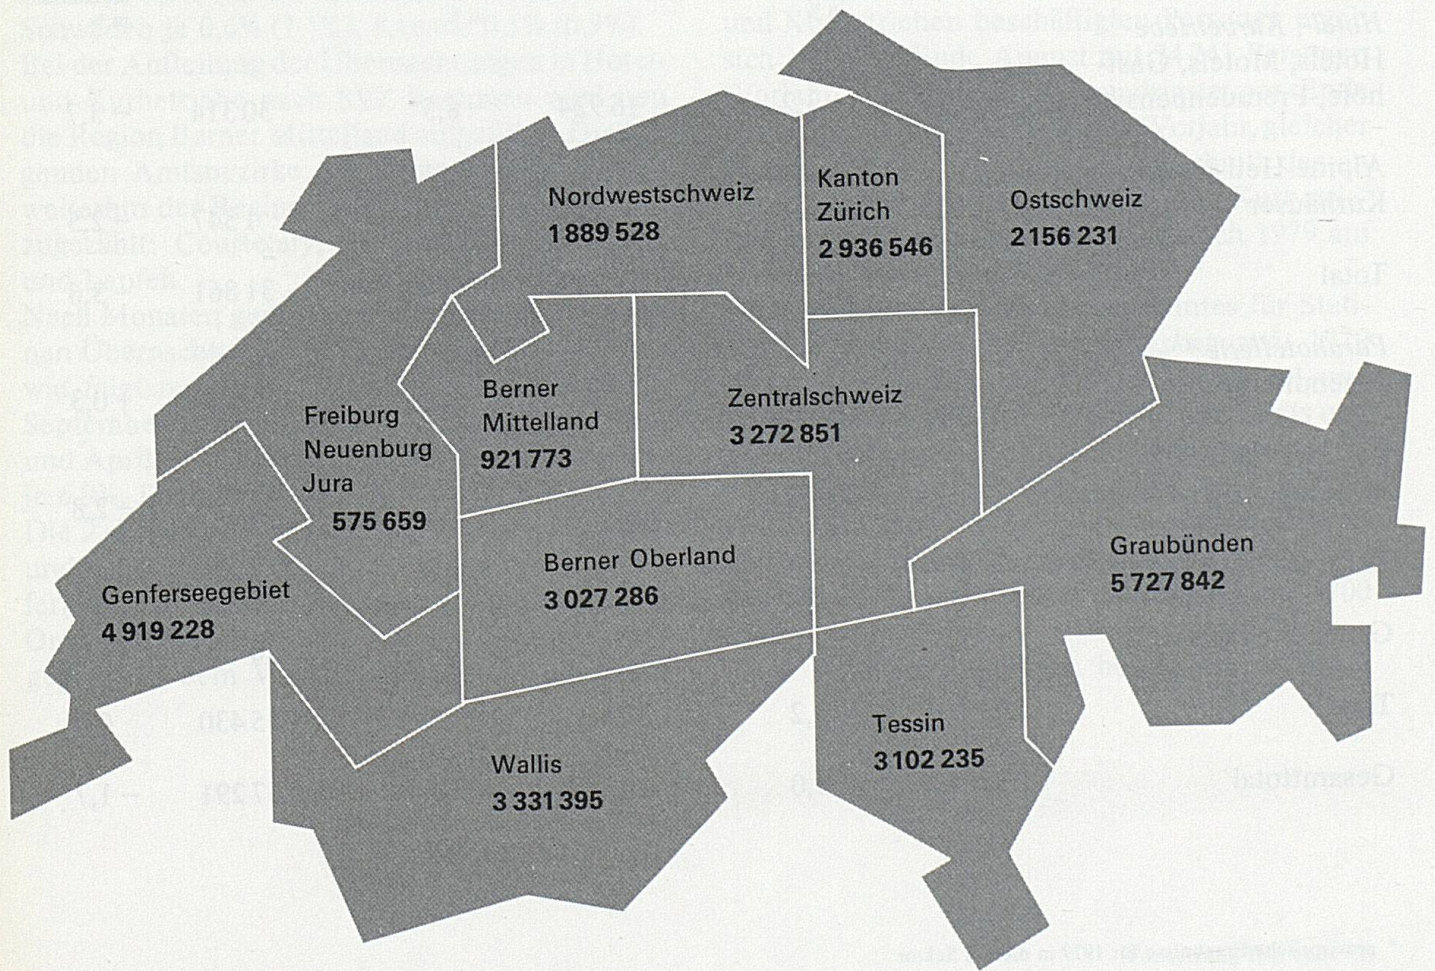 Nordwestschweiz
1 889 528
Kanton
Zürich
2 936 546
Ostschweiz
2 156 231
Freiburg
Neuenburg
Jura
575 659
Berner
Mittelland
921 773
Zentralschweiz
3 272 851
Genferseegebiet
4 919 228
Berner Oberland
3 027 286
Graubünden
5 727 842
Wallis
3 331 395
Tessin
3 102 235